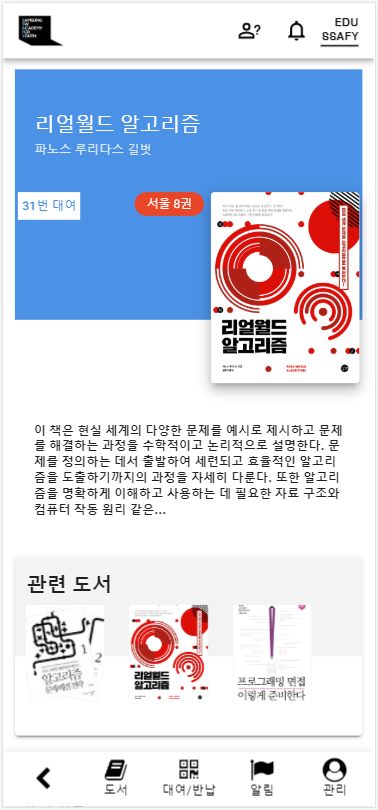 SAMSUNG
SW
ACADEMY
FOR
YOUTH
EDU
SSAFY
리얼월드 알고리즘
파노스 루리다스 길벗
31번 대여
서울 8권
리얼월드
알고리즘
이 책은 현실 세계의 다양한 문제를 예시로 제시하고 문제
를 해결하는 과정을 수학적이고 논리적으로 설명한다. 문
제를 정의하는 데서 출발하여 세련되고 효율적인 알고리
즘을 도출하기까지의 과정을 자세히 다룬다. 또한 알고리
즘을 명확하게 이해하고 사용하는 데 필요한 자료 구조와
컴퓨터 작동 원리 같은...
관련 도서
알고리즘
문제해결전략
리얼월드
알고리즘
프로그래밍 면접
이렇게 준비한다
도서
대여/반납
알림
관리